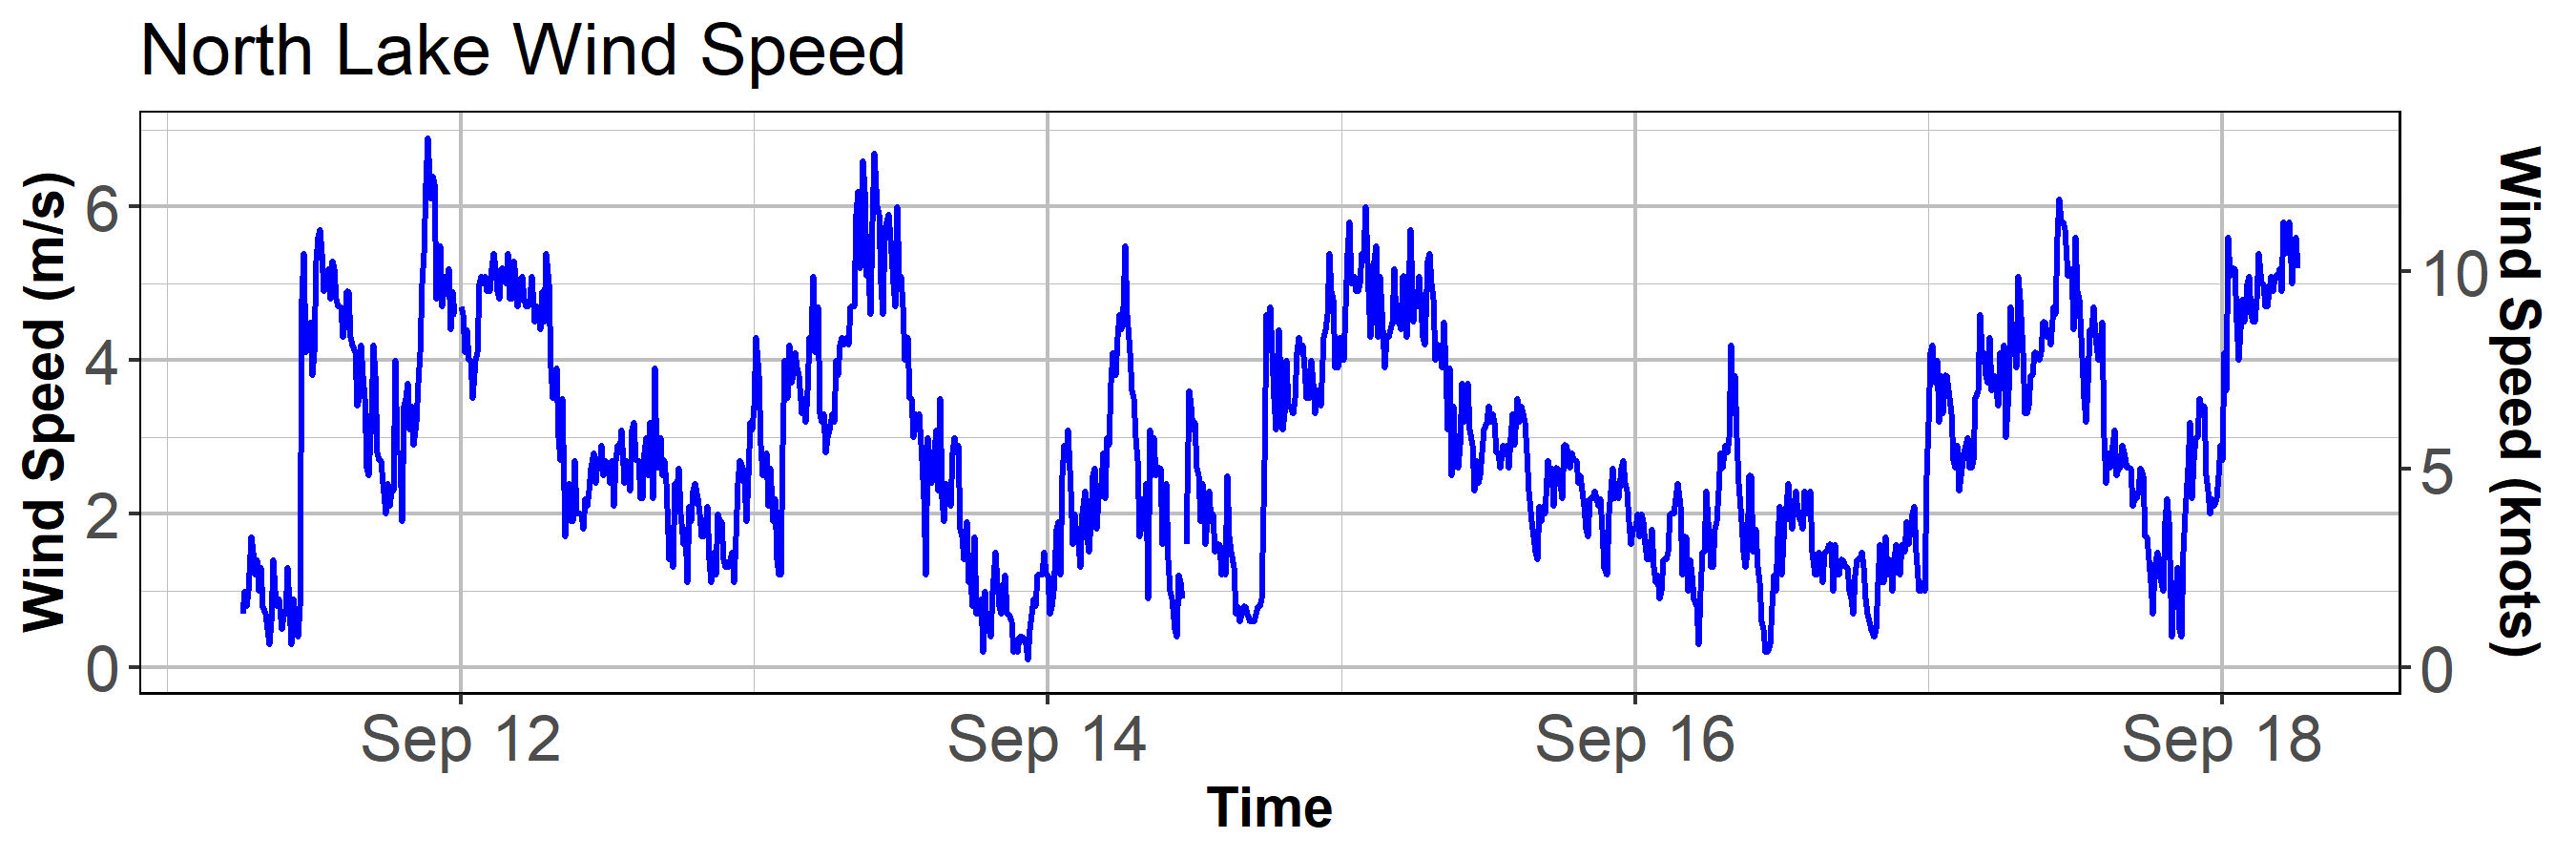 North Lake Wind Speed
Wind Speed (m/s)
6
4
2
0
Wind Speed (knots)
10
5
0
Sep 12
Sep 14
Sep 16
Sep 18
Time